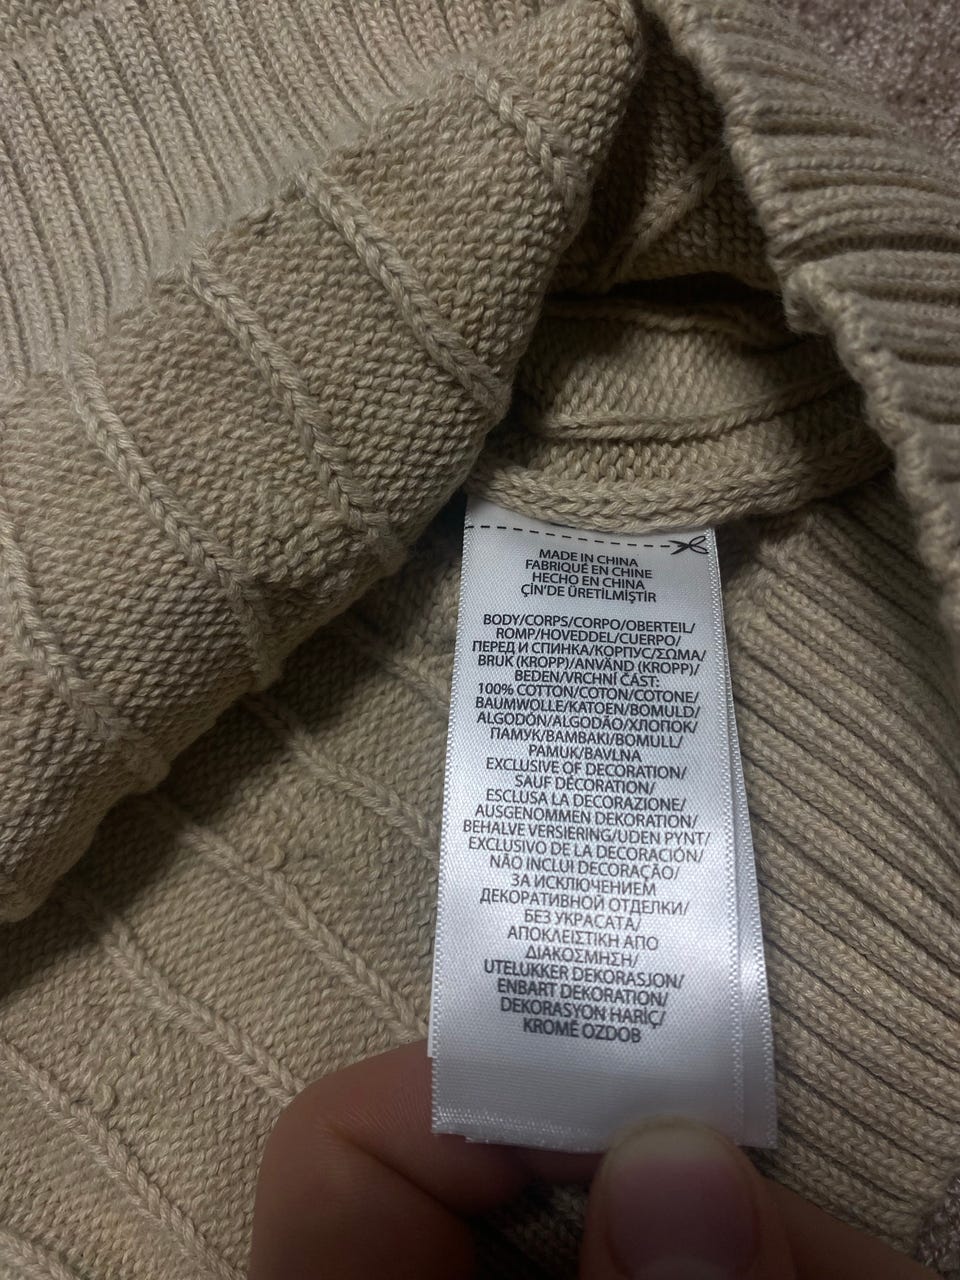 MADE IN CHINA
FABRIQUÉ EN CHINE
HECHO EN CHINA
ÇİN'DE ÜRETİLMİŞTİR
BODY/CORPS/CORPO/OBERTEIL/
ROMP/HOVEDDEL/CUERPO/
ПЕРЕД И СПИНКА/КОРПУС/ΣΩΜΑ/
BRUK (KROPP)/ANVÄND (KROPP)/
BEDEN/VRCHNÍ ČÁST:
100% COTTON/COTON/COTONE/
BAUMWOLLE/KATOEN/BOMULD/
ALGODÓN/ALGODÃO/ХЛОПОК/
ПАМУК/BAMBAKI/BOMULL/
PAMUK/BAVLNA
EXCLUSIVE OF DECORATION/
SAUF DÉCORATION/
ESCLUSA LA DECORAZIONE/
AUSGENOMMEN DEKORATION/
BEHALVE VERSIERING/UDEN PYNT/
EXCLUSIVO DE LA DECORACIÓN/
NÃO INCLUI DECORAÇÃO/
ЗА ИСКЛЮЧЕНИЕМ
ДЕКОРАТИВНОЙ ОТДЕЛКИ/
БЕЗ УКРАСАТА/
ΑΠΟΚΛΕΙΣΤΙΚΗ ΑΠΟ
ΔΙΑΚΟΣΜΗΣΗ/
UTELUKKER DEKORASJON/
ENBART DEKORATION/
DEKORASYON HARİÇ/
KROMĚ OZDOB